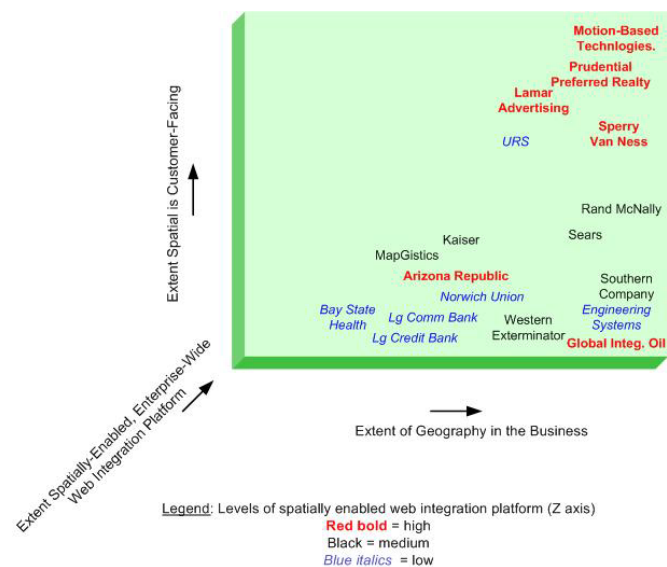 Motion-Based
Technlogies.
Prudential
Preferred Realty
Lamar
Advertising
Sperry
Van Ness
URS
Rand McNally
Sears
Kaiser
MapGistics
Arizona Republic
Southern
Company
Norwich Union
Bay State
Health
Lg Comm Bank
Engineering
Systems
Western
Exterminator
Lg Credit Bank
Global Integ. Oil
Extent Spatial is Customer-Facing
Extent Spatially-Enabled, Enterprise-Wide
Web Integration Platform
Extent of Geography in the Business
Legend: Levels of spatially enabled web integration platform (Z axis)
Red bold = high
Black = medium
Blue italics = low